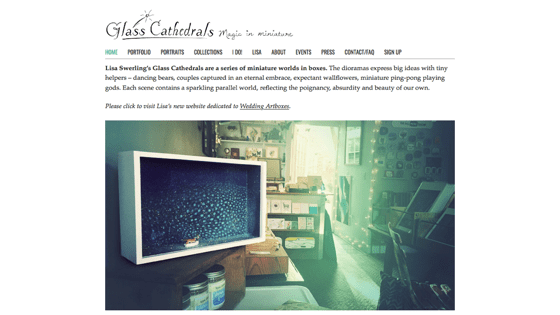 Glass Cathedrals Magic in miniature
HOME PORTFOLIO PORTRAITS COLLECTIONS I DO! LISA ABOUT EVENTS PRESS CONTACT/FAQ SIGN UP
Lisa Swerling's Glass Cathedrals are a series of miniature worlds in boxes. The dioramas express big ideas with tiny
helpers – dancing bears, couples captured in an eternal embrace, expectant wallflowers, miniature ping-pong playing
gods. Each scene contains a sparkling parallel world, reflecting the poignancy, absurdity and beauty of our own.
Please click to visit Lisa's new website dedicated to Wedding Artboxes.